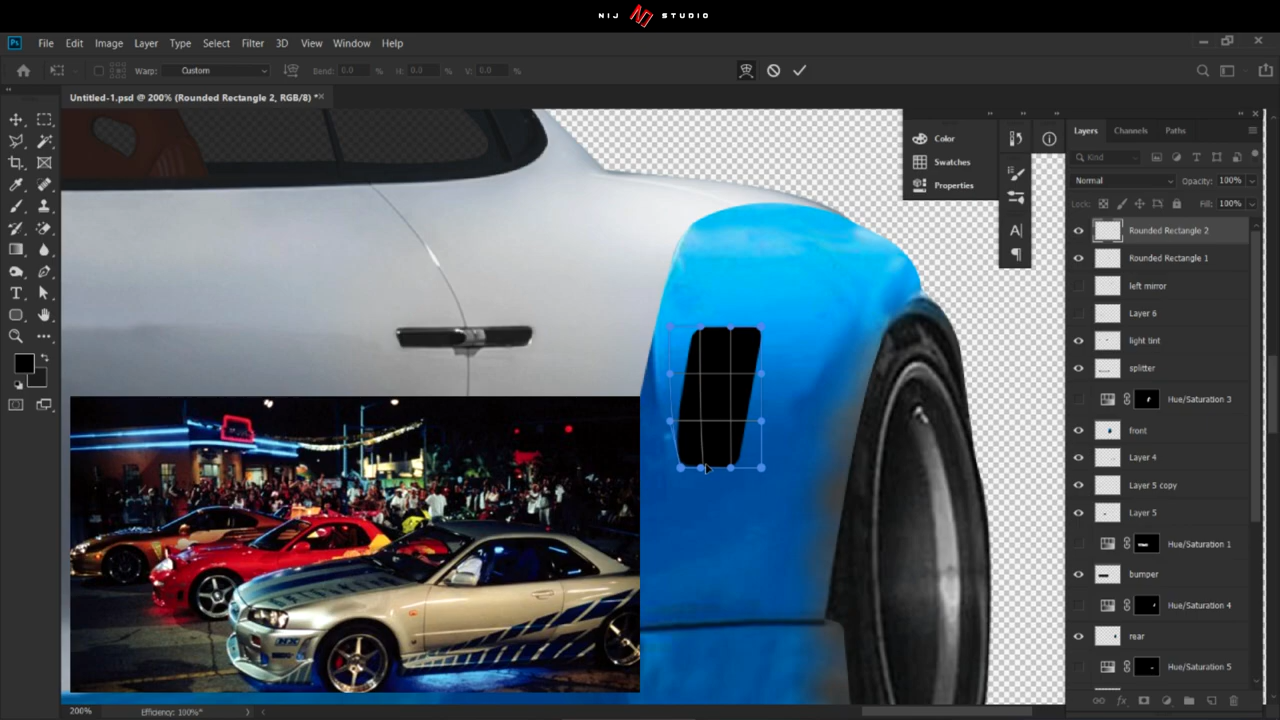 NIJ STUDIO
Ps File Edit Image Layer Type Select Filter 3D View Window Help
Warp: Custom Bend: 0.0 % H: 0.0 % V: 0.0 %
Untitled-1.psd @ 200% (Rounded Rectangle 2, RGB/8) *
Color
Swatches
Properties
Layers Channels Paths
Kind
Normal Opacity: 100%
Lock: Fill: 100%
Rounded Rectangle 2
Rounded Rectangle 1
left mirror
Layer 6
light tint
splitter
Hue/Saturation 3
front
Layer 4
Layer 5 copy
Layer 5
Hue/Saturation 1
bumper
Hue/Saturation 4
rear
Hue/Saturation 5
200% Efficiency: 100%*